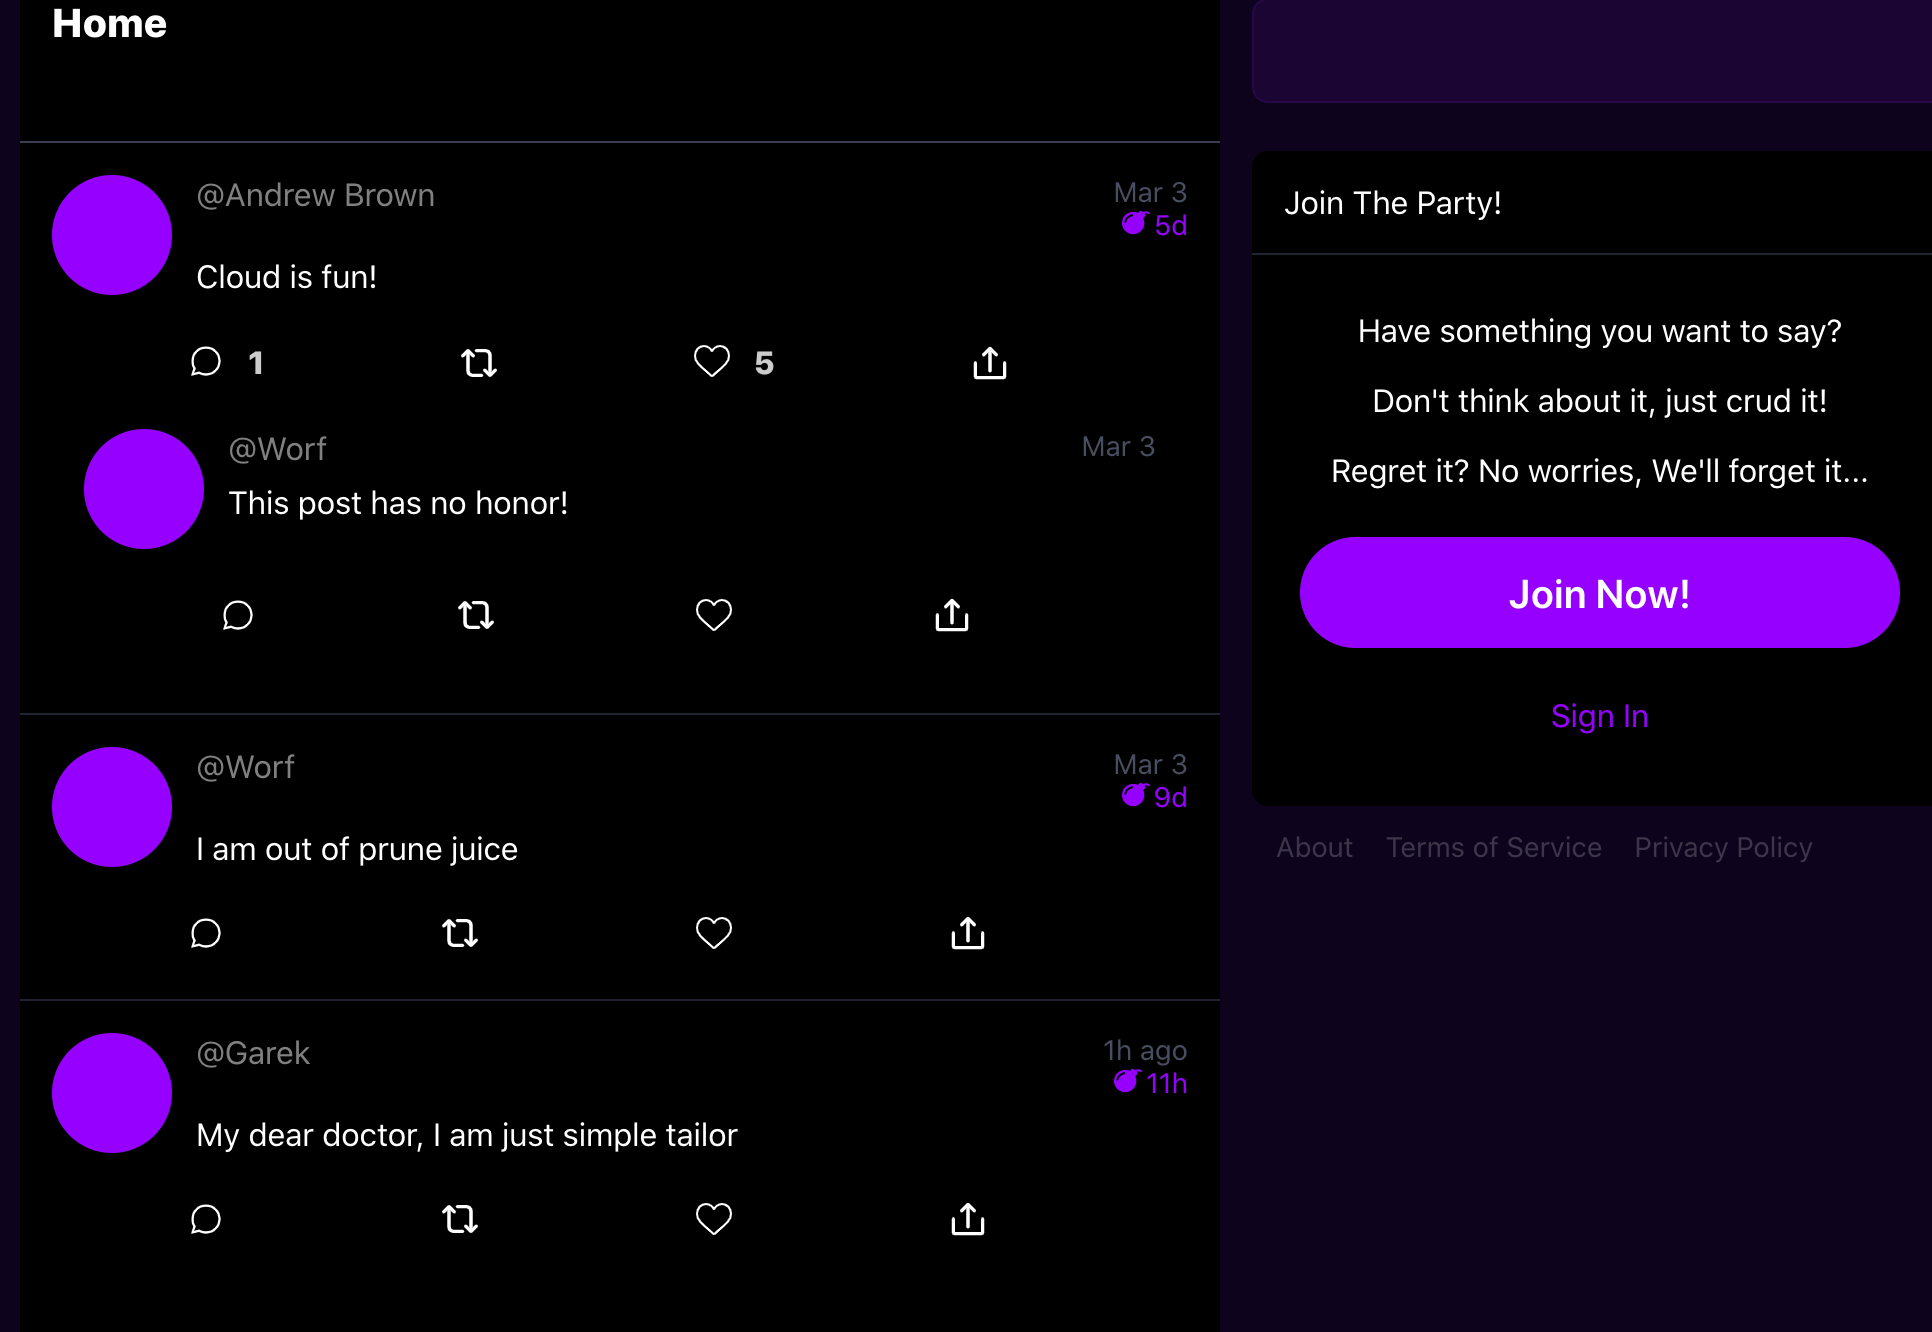 Home
@Andrew Brown
Mar 3
5d
Cloud is fun!
1
5
@Worf
Mar 3
This post has no honor!
@Worf
Mar 3
9d
I am out of prune juice
@Garek
1h ago
11h
My dear doctor, I am just simple tailor
Join The Party!
Have something you want to say?
Don't think about it, just crud it!
Regret it? No worries, We'll forget it...
Join Now!
Sign In
About Terms of Service Privacy Policy